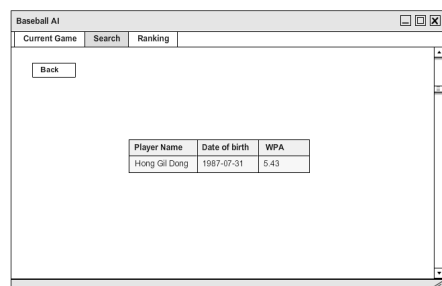 Baseball AI
Current Game Search Ranking
Back
Player Name Date of birth WPA
Hong Gil Dong 1987-07-31 5.43